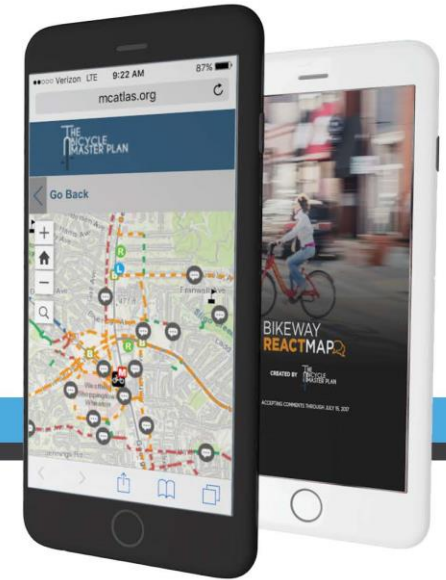 Verizon LTE 9:22 AM 87%
mcatlas.org
THE
BICYCLE
MASTER PLAN
Go Back
+
−
R
L
B
R
B
M
BIKEWAY
REACTMAP
CREATED BY THE
BICYCLE
MASTER PLAN
ACCEPTING COMMENTS THROUGH JULY 15, 2017